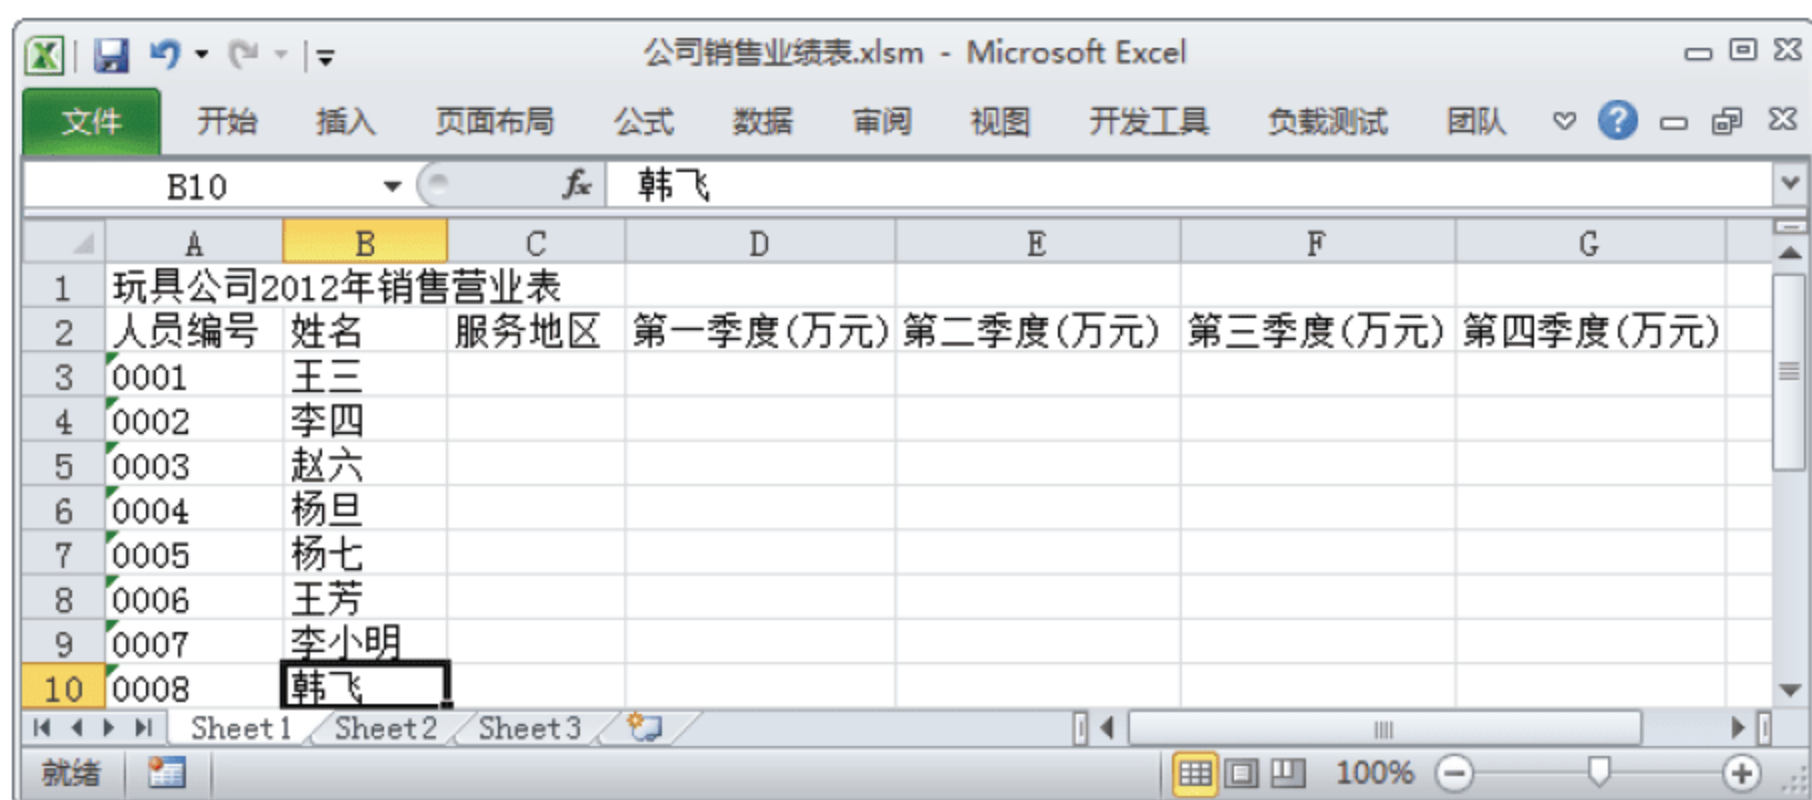 公司销售业绩表.xlsm - Microsoft Excel
文件 开始 插入 页面布局 公式 数据 审阅 视图 开发工具 负载测试 团队
B10 fx 韩飞
A B C D E F G
1 玩具公司2012年销售营业表
2 人员编号 姓名 服务地区 第一季度(万元) 第二季度(万元) 第三季度(万元) 第四季度(万元)
3 0001 王三
4 0002 李四
5 0003 赵六
6 0004 杨旦
7 0005 杨七
8 0006 王芳
9 0007 李小明
10 0008 韩飞
Sheet1 Sheet2 Sheet3
就绪 100%